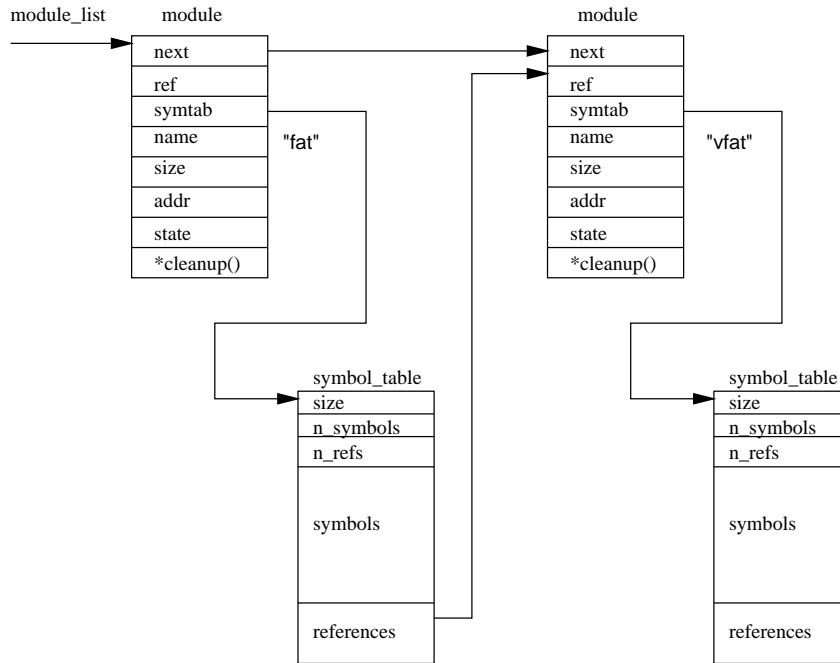 module_list
module
next
ref
symtab
name
"fat"
size
addr
state
*cleanup()
module
next
ref
symtab
name
"vfat"
size
addr
state
*cleanup()
symbol_table
size
n_symbols
n_refs
symbols
references
symbol_table
size
n_symbols
n_refs
symbols
references